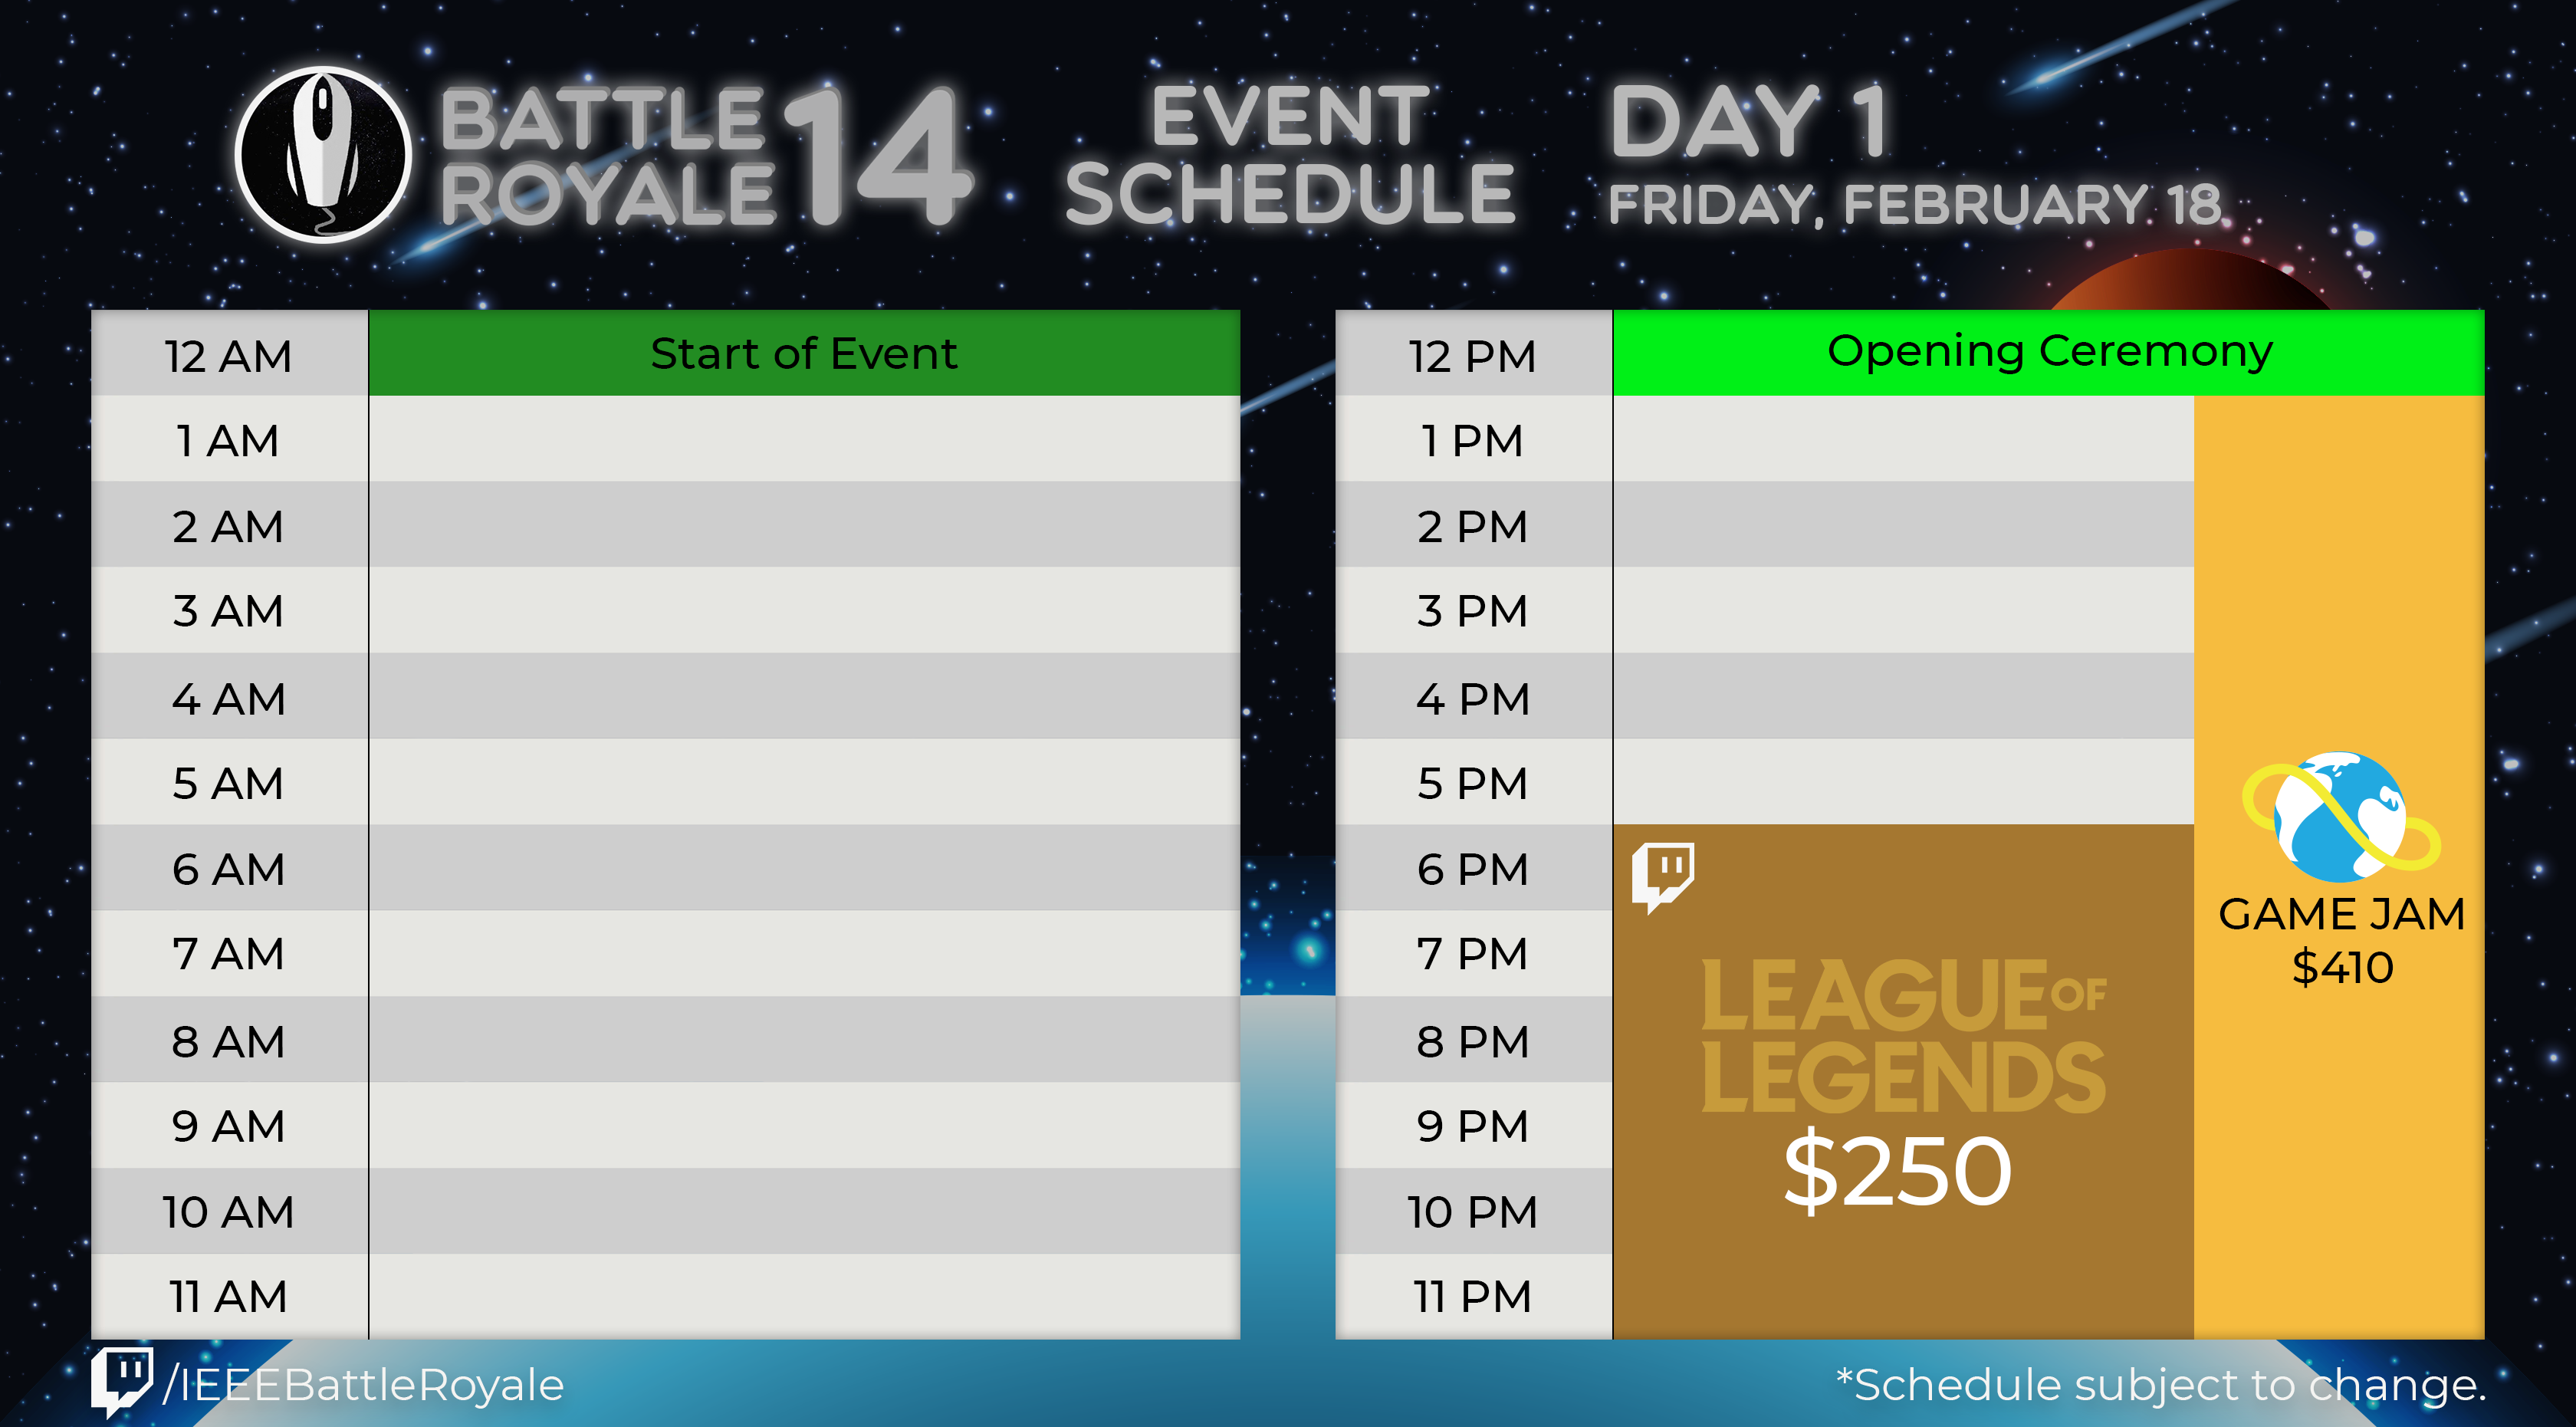 BATTLE
ROYALE 14
EVENT
SCHEDULE
DAY 1
FRIDAY, FEBRUARY 18
12 AM Start of Event
1 AM
2 AM
3 AM
4 AM
5 AM
6 AM
7 AM
8 AM
9 AM
10 AM
11 AM
12 PM Opening Ceremony
1 PM
2 PM
3 PM
4 PM
5 PM
6 PM
7 PM
8 PM
9 PM
10 PM
11 PM
LEAGUE OF
LEGENDS
$250
GAME JAM
$410
/IEEEBattleRoyale
*Schedule subject to change.